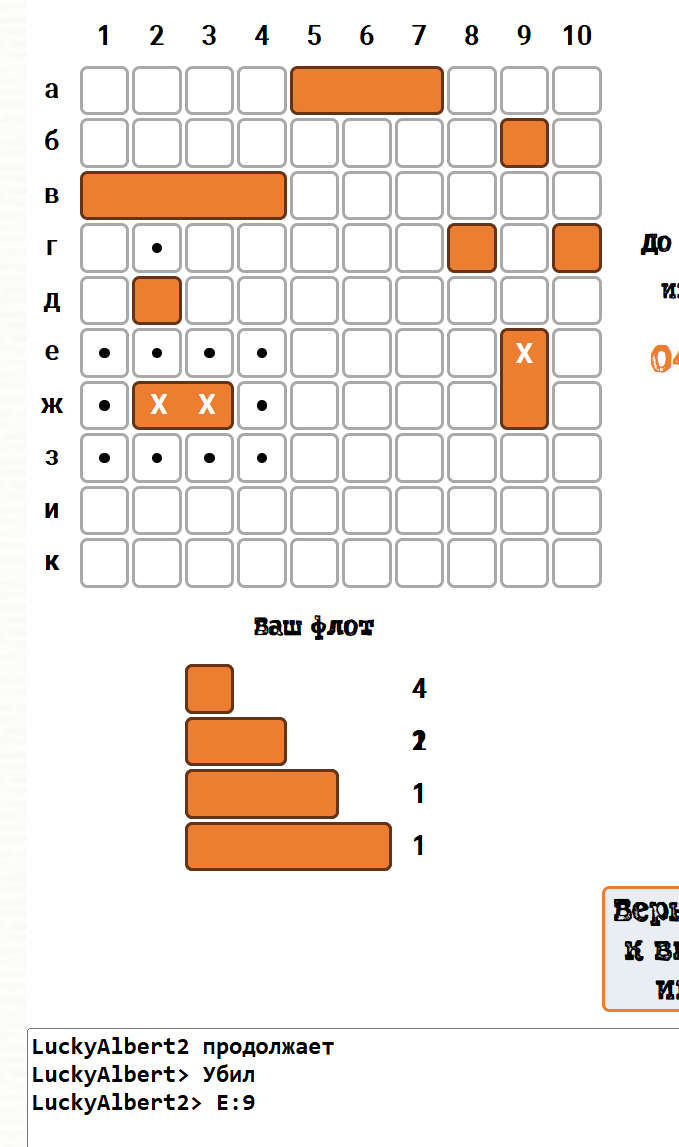 1 2 3 4 5 6 7 8 9 10
а
б
в
г
д
е X
ж X X
з
и
к
Ваш флот
4
1
1
LuckyAlbert2 продолжает
LuckyAlbert> Убил
LuckyAlbert2> E:9